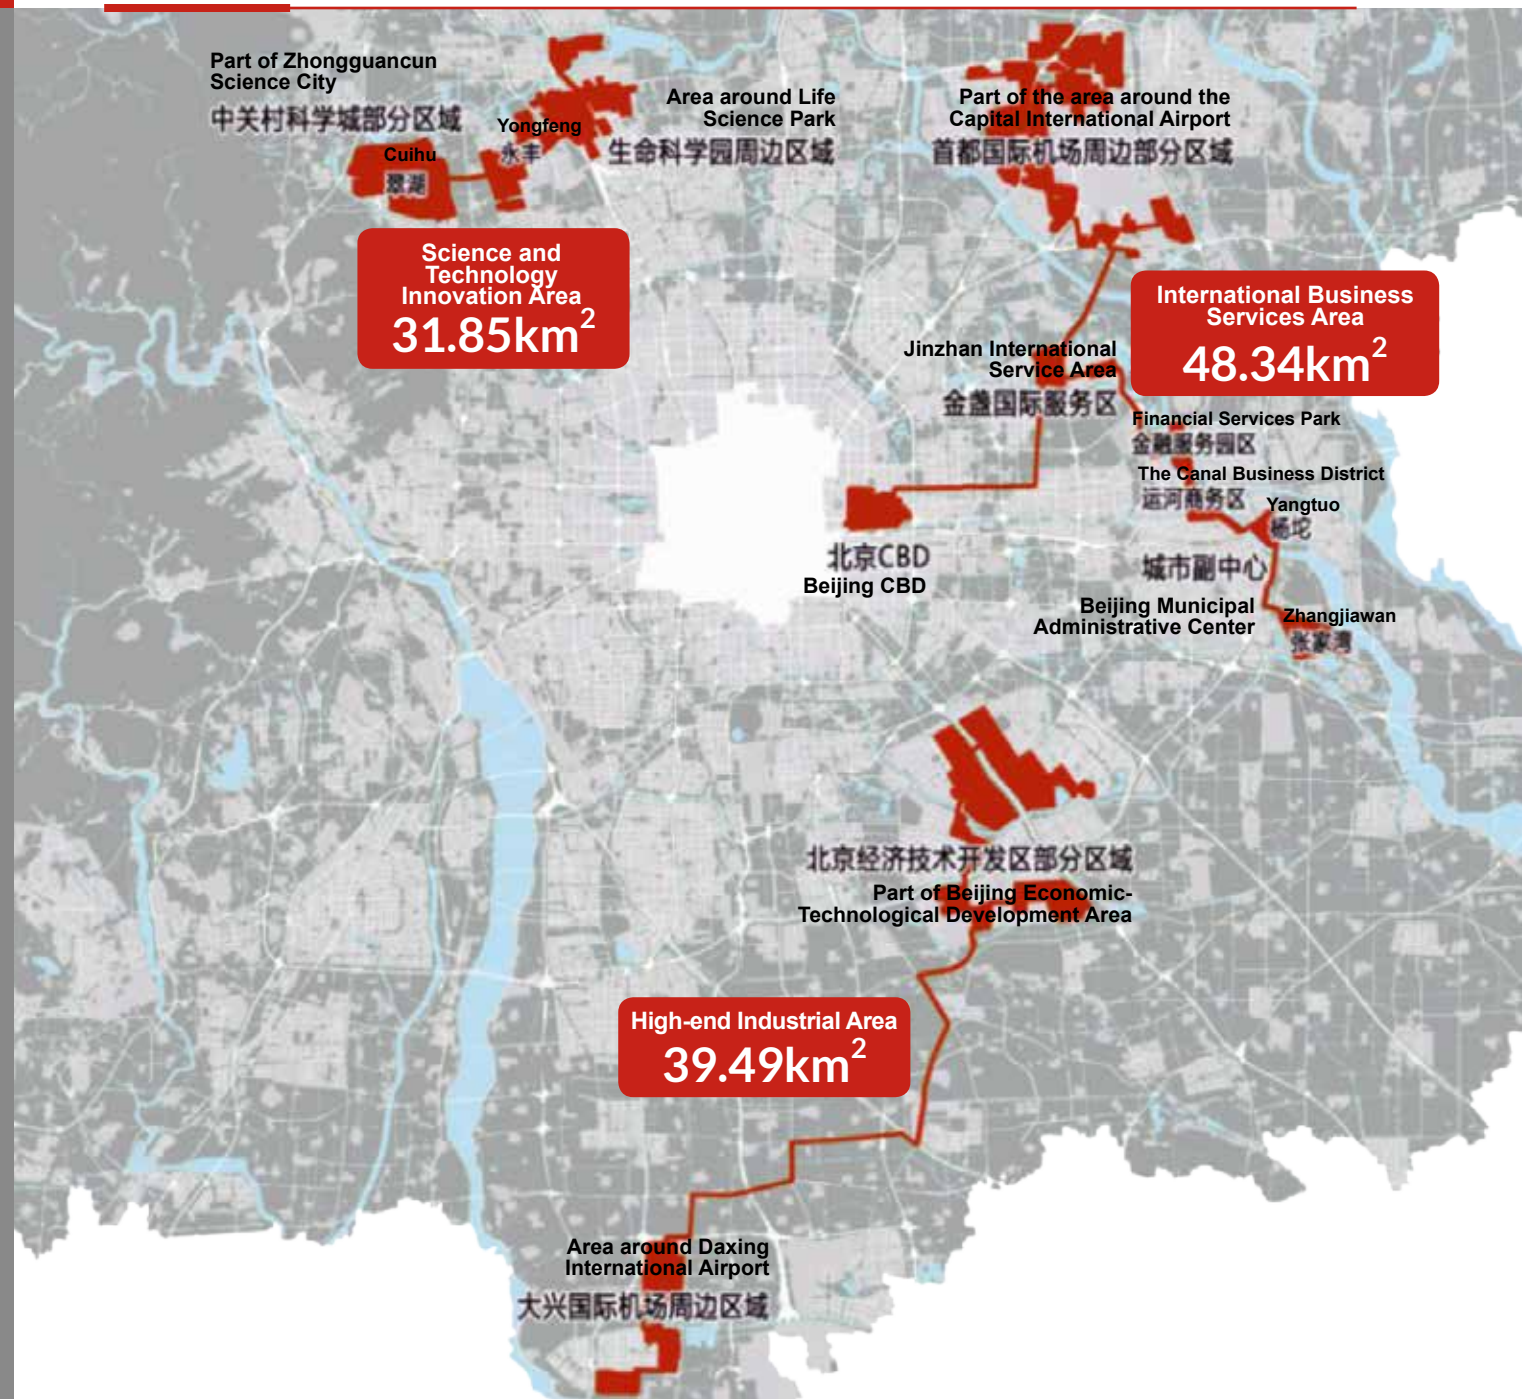 Part of Zhongguancun
Science City
中关村科学城部分区域
Yongfeng
永丰
Cuihu
翠湖
Area around Life
Science Park
生命科学园周边区域
Part of the area around the
Capital International Airport
首都国际机场周边部分区域
Science and
Technology
Innovation Area
31.85km²
International Business
Services Area
48.34km²
Jinzhan International
Service Area
金盏国际服务区
Financial Services Park
金融服务园区
The Canal Business District
运河商务区
Yangtuo
杨坨
北京CBD
Beijing CBD
城市副中心
Beijing Municipal
Administrative Center
Zhangjiawan
张家湾
北京经济技术开发区部分区域
Part of Beijing Economic-
Technological Development Area
High-end Industrial Area
39.49km²
Area around Daxing
International Airport
大兴国际机场周边区域